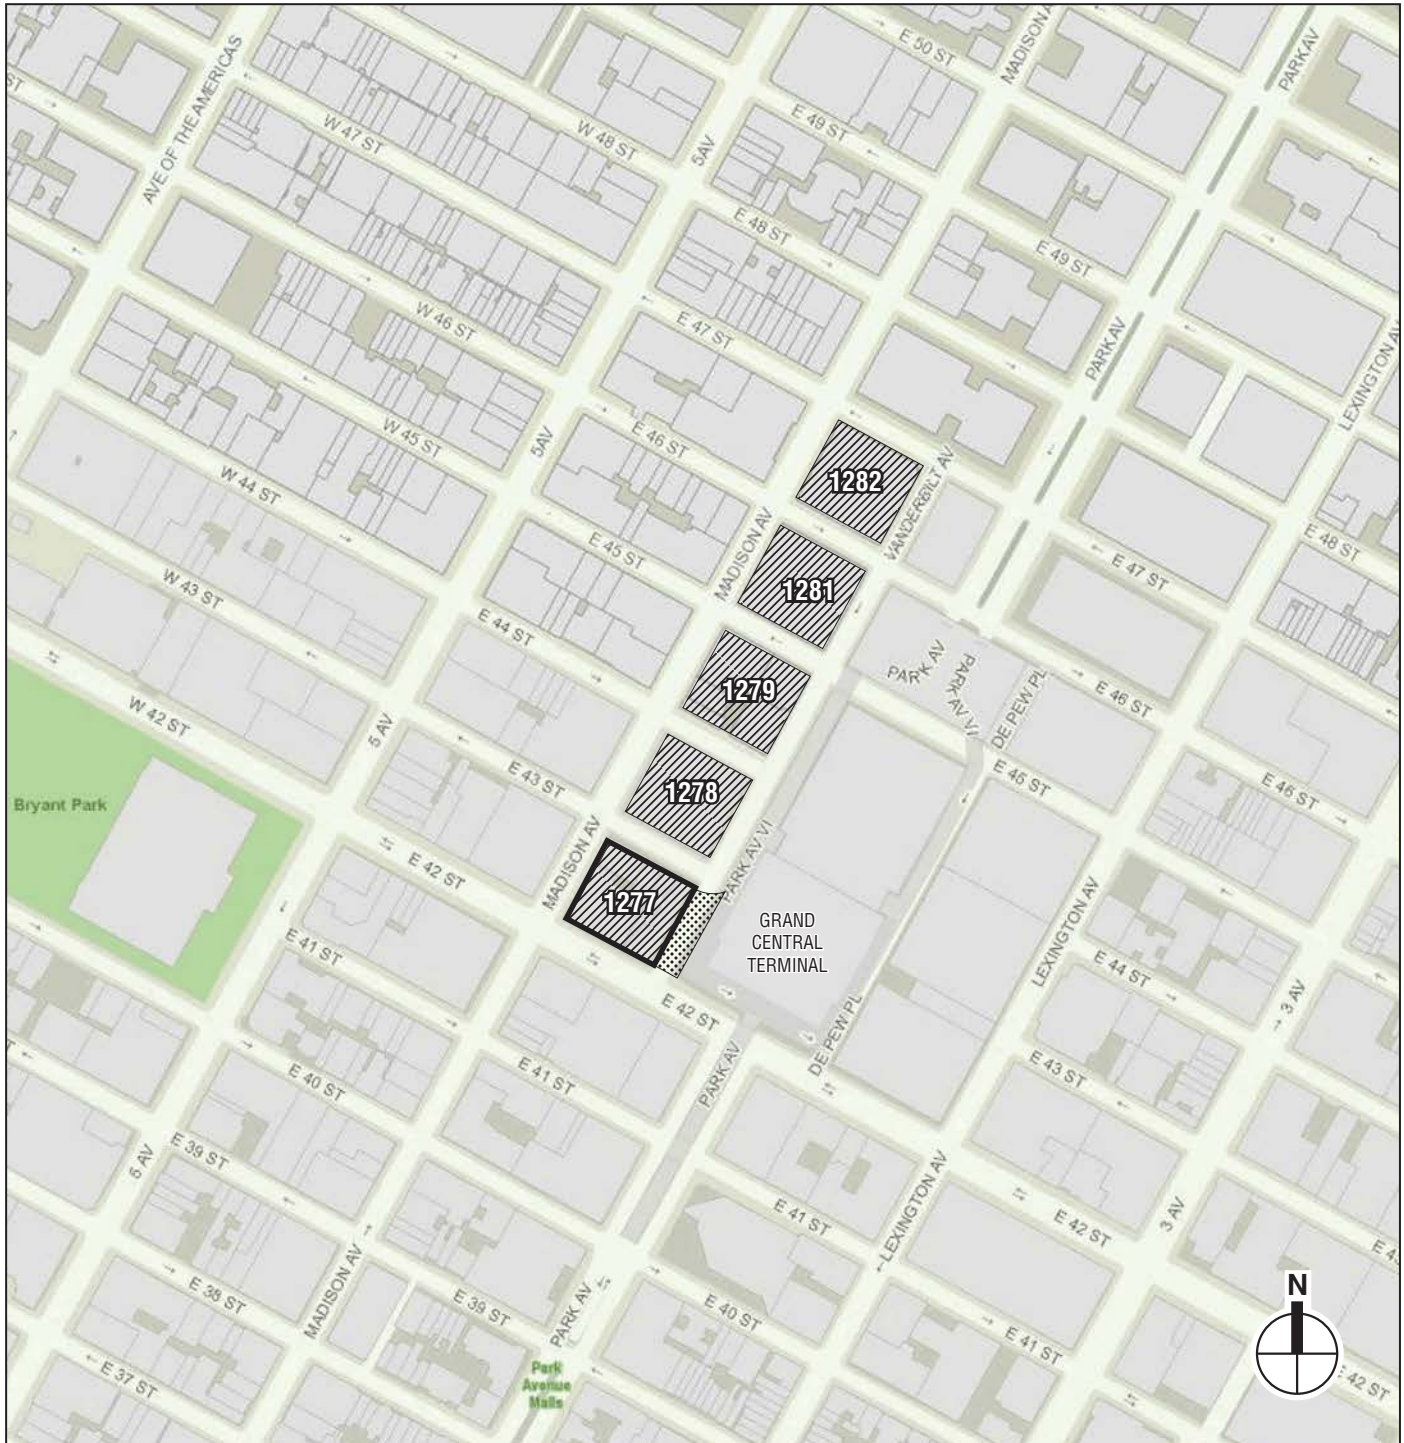 E 50 ST
MADISON A
PARK AV
AVE OF THE AMERICAS
ST
W 47 ST
W 48 ST
5AV
E 49 ST
E 48 ST
E 49 ST
W 46 ST
E 47 ST
PARK AV
LEXINGTON AV
W 45 ST
5AV
E 46 ST
W 44 ST
1282
VANDERBILT AV
MADISON AV
E 45 ST
E 48 ST
E 47 ST
1281
W 43 ST
E 44 ST
PARK AV
PARK AV VI
DE PEW PL
E 46 ST
1279
W 42 ST
5 AV
E 43 ST
E 45 ST
E 46 ST
1278
Bryant Park
MADISON AV
E 42 ST
PARK AV VI
1277
GRAND
CENTRAL
TERMINAL
LEXINGTON AV
E 41 ST
E 44 ST
3 AV
E 42 ST
DE PEW PL
E 40 ST
E 41 ST
PARK AV
E 43 ST
5 AV
E 39 ST
LEXINGTON AV
E 41 ST
E 42 ST
3 AV
E 38 ST
MADISON AV
E 39 ST
PARK AV
E 40 ST
E 41 ST
N
E 37 ST
Park
Avenue
Malls
E 42 ST